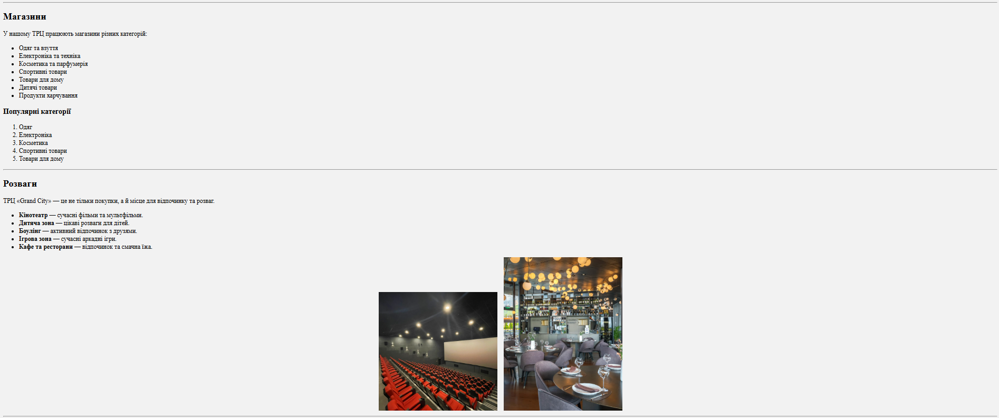 Магазини
У нашому ТРЦ працюють магазини різних категорій:
• Одяг та взуття
• Електроніка та техніка
• Косметика та парфумерія
• Спортивні товари
• Товари для дому
• Дитячі товари
• Продукти харчування
Популярні категорії
1. Одяг
2. Електроніка
3. Косметика
4. Спортивні товари
5. Товари для дому
Розваги
ТРЦ «Grand City» — це не тільки покупки, а й місце для відпочинку та розваг.
• Кінотеатр — сучасні фільми та мультфільми.
• Дитяча зона — цікаві розваги для дітей.
• Боулінг — активний відпочинок з друзями.
• Ігрова зона — сучасні аркадні ігри.
• Кафе та ресторани — відпочинок та смачна їжа.